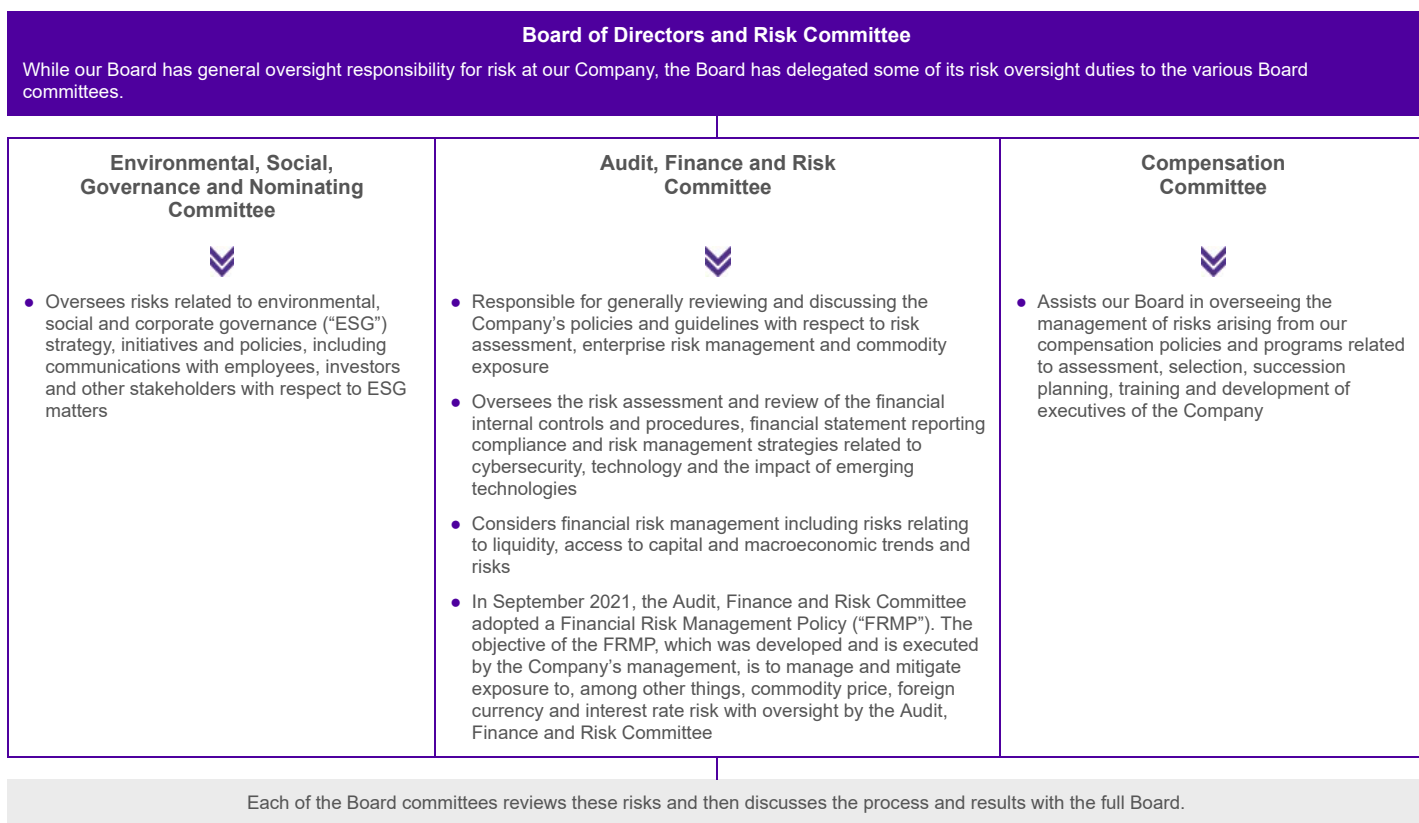 Board of Directors and Risk Committee
While our Board has general oversight responsibility for risk at our Company, the Board has delegated some of its risk oversight duties to the various Board
committees.
Environmental, Social,
Governance and Nominating
Committee
● Oversees risks related to environmental,
social and corporate governance (“ESG”)
strategy, initiatives and policies, including
communications with employees, investors
and other stakeholders with respect to ESG
matters
Audit, Finance and Risk
Committee
● Responsible for generally reviewing and discussing the
Company’s policies and guidelines with respect to risk
assessment, enterprise risk management and commodity
exposure
● Oversees the risk assessment and review of the financial
internal controls and procedures, financial statement reporting
compliance and risk management strategies related to
cybersecurity, technology and the impact of emerging
technologies
● Considers financial risk management including risks relating
to liquidity, access to capital and macroeconomic trends and
risks
● In September 2021, the Audit, Finance and Risk Committee
adopted a Financial Risk Management Policy (“FRMP”). The
objective of the FRMP, which was developed and is executed
by the Company’s management, is to manage and mitigate
exposure to, among other things, commodity price, foreign
currency and interest rate risk with oversight by the Audit,
Finance and Risk Committee
Compensation
Committee
● Assists our Board in overseeing the
management of risks arising from our
compensation policies and programs related
to assessment, selection, succession
planning, training and development of
executives of the Company
Each of the Board committees reviews these risks and then discusses the process and results with the full Board.